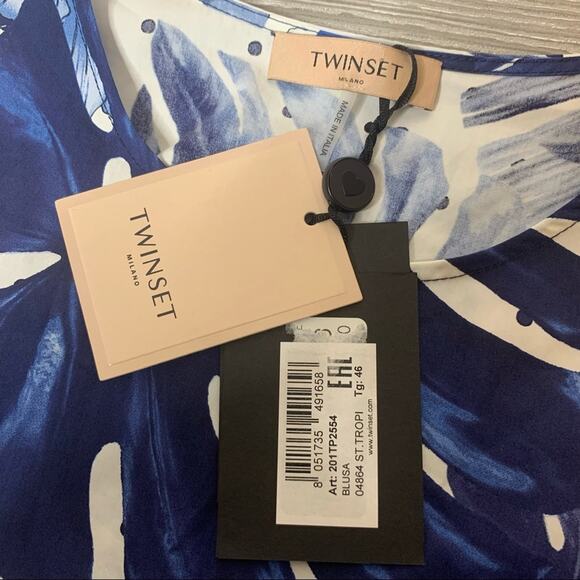 TWINSET
MILANO
MADE IN ITALIA
TWINSET
MILANO
8 051735 491658
EAC
Art: 201TP2554
Tg: 46
BLUSA
04864 ST.TROPI
www.twinset.com